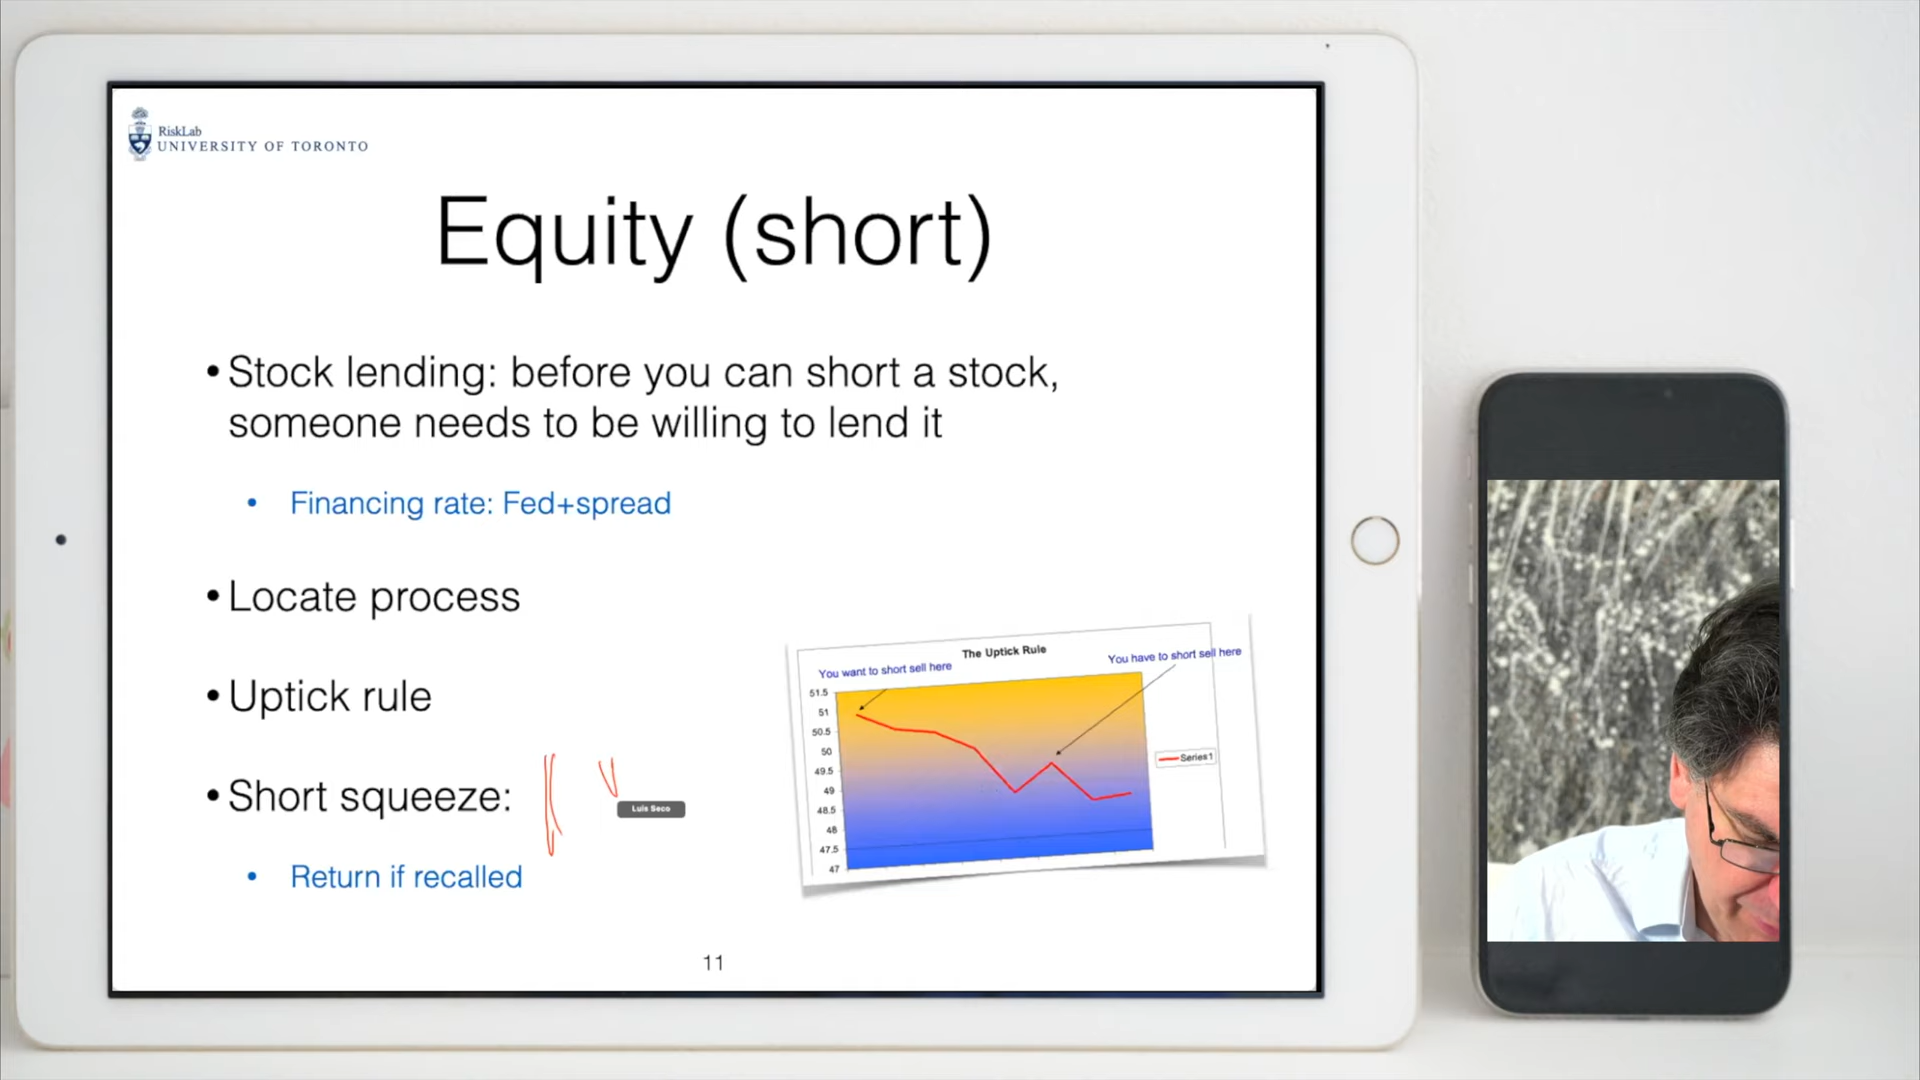 RiskLab
UNIVERSITY OF TORONTO
Equity (short)
• Stock lending: before you can short a stock,
someone needs to be willing to lend it
• Financing rate: Fed+spread
• Locate process
• Uptick rule
• Short squeeze:
Luis Seco
• Return if recalled
The Uptick Rule
You want to short sell here
You have to short sell here
51.5
51
50.5
50
49.5
49
48.5
48
47.5
47
Series1
11